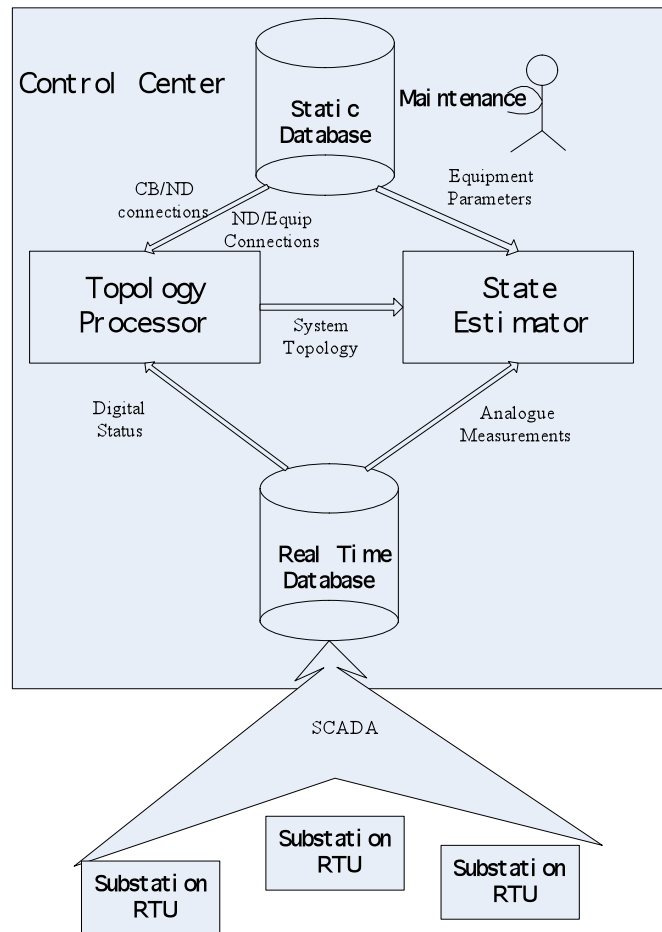 Control Center
Static
Database
Maintenance
CB/ND
connections
ND/Equip
Connections
Equipment
Parameters
Topology
Processor
State
Estimator
System
Topology
Digital
Status
Analogue
Measurements
Real Time
Database
SCADA
Substation
RTU
Substation
RTU
Substation
RTU